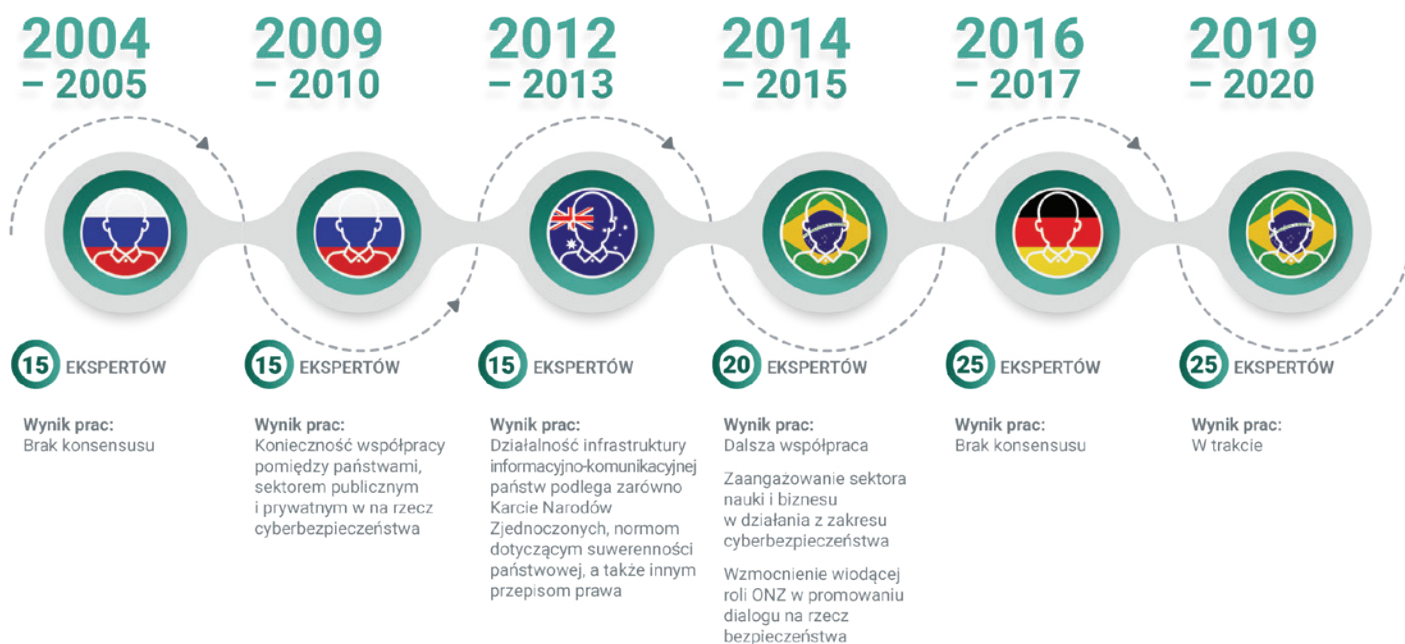 2004
– 2005
2009
– 2010
2012
– 2013
2014
– 2015
2016
– 2017
2019
– 2020
15 EKSPERTÓW
Wynik prac:
Brak konsensusu
15 EKSPERTÓW
Wynik prac:
Konieczność współpracy
pomiędzy państwami,
sektorem publicznym
i prywatnym w na rzecz
cyberbezpieczeństwa
15 EKSPERTÓW
Wynik prac:
Działalność infrastruktury
informacyjno-komunikacyjnej
państw podlega zarówno
Karcie Narodów
Zjednoczonych, normom
dotyczącym suwerenności
państwowej, a także innym
przepisom prawa
20 EKSPERTÓW
Wynik prac:
Dalsza współpraca
Zaangażowanie sektora
nauki i biznesu
w działania z zakresu
cyberbezpieczeństwa
Wzmocnienie wiodącej
roli ONZ w promowaniu
dialogu na rzecz
bezpieczeństwa
25 EKSPERTÓW
Wynik prac:
Brak konsensusu
25 EKSPERTÓW
Wynik prac:
W trakcie